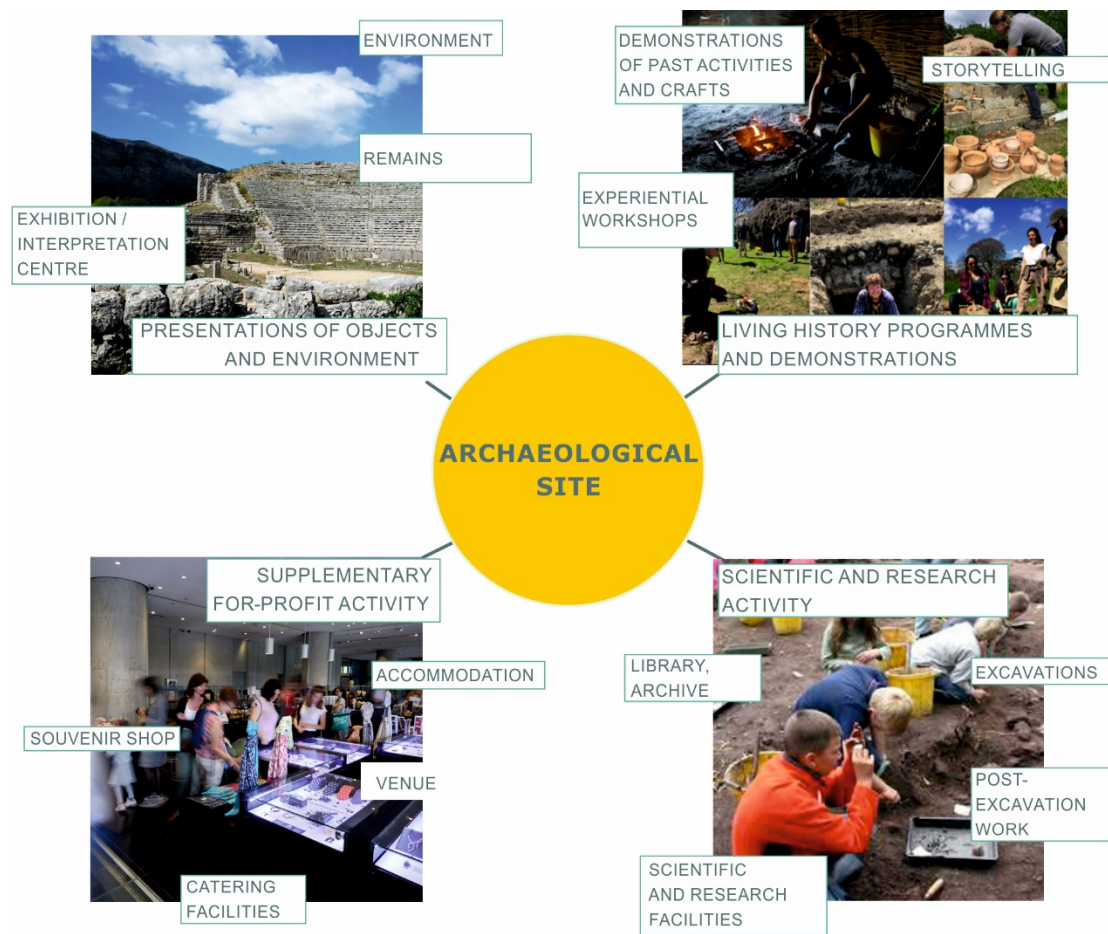 ENVIRONMENT
REMAINS
EXHIBITION /
INTERPRETATION
CENTRE
PRESENTATIONS OF OBJECTS
AND ENVIRONMENT
DEMONSTRATIONS
OF PAST ACTIVITIES
AND CRAFTS
STORYTELLING
EXPERIENTIAL
WORKSHOPS
LIVING HISTORY PROGRAMMES
AND DEMONSTRATIONS
ARCHAEOLOGICAL
SITE
SUPPLEMENTARY
FOR-PROFIT ACTIVITY
ACCOMMODATION
SOUVENIR SHOP
VENUE
CATERING
FACILITIES
SCIENTIFIC AND RESEARCH
ACTIVITY
LIBRARY,
ARCHIVE
EXCAVATIONS
POST-
EXCAVATION
WORK
SCIENTIFIC
AND RESEARCH
FACILITIES